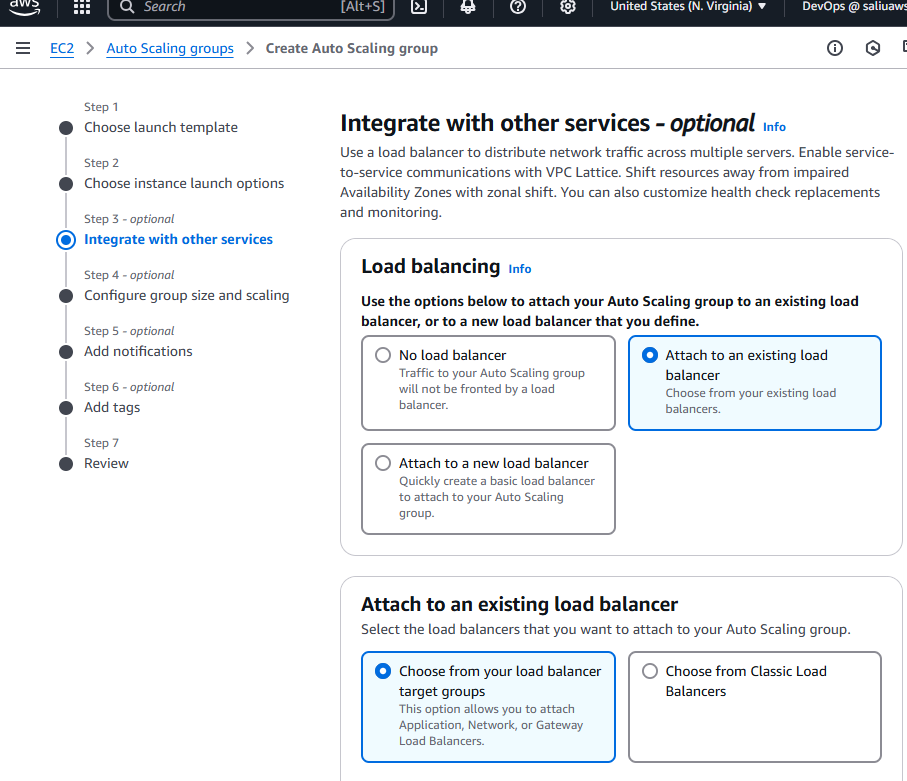 aws
Search [Alt+S] United States (N. Virginia) ▼ DevOps @ saliuaws
EC2 > Auto Scaling groups > Create Auto Scaling group
Step 1
Choose launch template
Step 2
Choose instance launch options
Step 3 - optional
Integrate with other services
Step 4 - optional
Configure group size and scaling
Step 5 - optional
Add notifications
Step 6 - optional
Add tags
Step 7
Review
Integrate with other services - optional Info
Use a load balancer to distribute network traffic across multiple servers. Enable service-
to-service communications with VPC Lattice. Shift resources away from impaired
Availability Zones with zonal shift. You can also customize health check replacements
and monitoring.
Load balancing Info
Use the options below to attach your Auto Scaling group to an existing load
balancer, or to a new load balancer that you define.
No load balancer
Traffic to your Auto Scaling group
will not be fronted by a load
balancer.
Attach to an existing load
balancer
Choose from your existing load
balancers.
Attach to a new load balancer
Quickly create a basic load balancer
to attach to your Auto Scaling
group.
Attach to an existing load balancer
Select the load balancers that you want to attach to your Auto Scaling group.
Choose from your load balancer
target groups
This option allows you to attach
Application, Network, or Gateway
Load Balancers.
Choose from Classic Load
Balancers